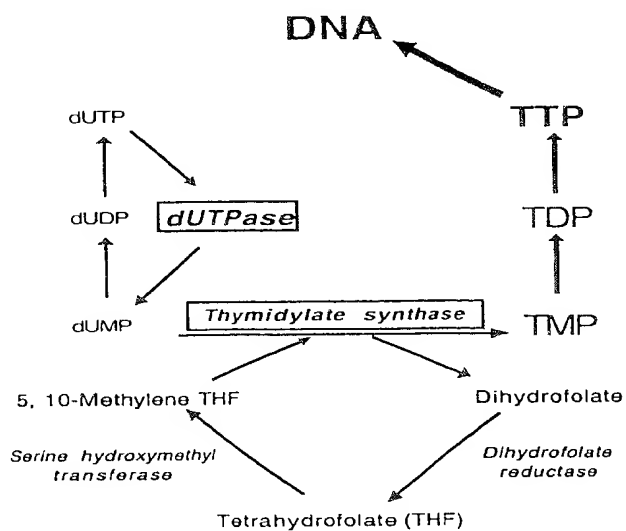 DNA
dUTP
TTP
dUDP
dUTPase
TDP
dUMP
Thymidylate synthase
TMP
5, 10-Methylene THF
Dihydrofolate
Serine hydroxymethyl
transferase
Dihydrofolate
reductase
Tetrahydrofolate (THF)